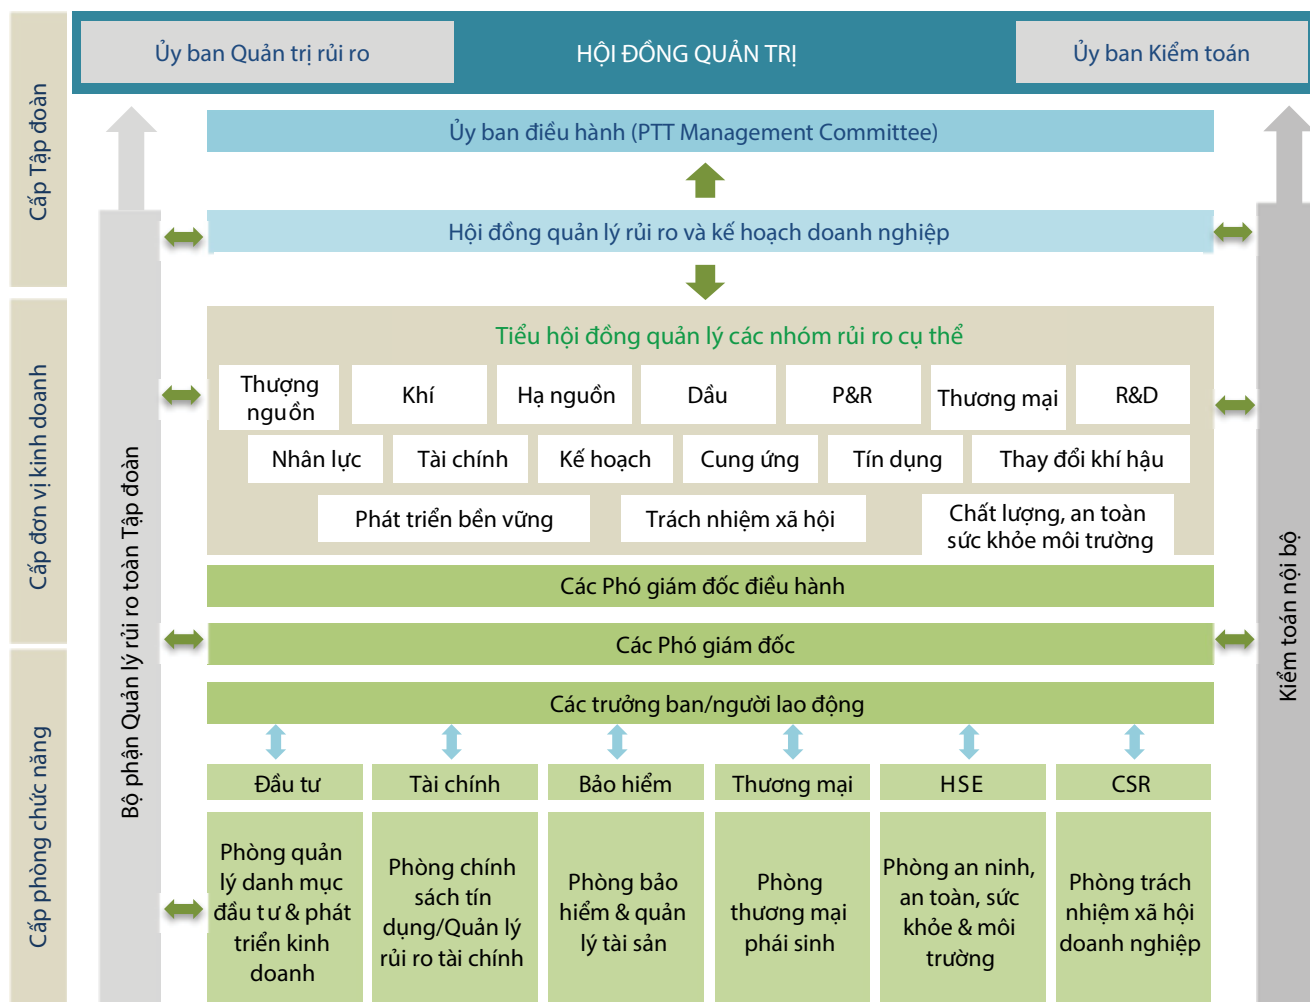 Ủy ban Quản trị rủi ro
HỘI ĐỒNG QUẢN TRỊ
Ủy ban Kiểm toán
Cấp Tập đoàn
Ủy ban điều hành (PTT Management Committee)
Hội đồng quản lý rủi ro và kế hoạch doanh nghiệp
Cấp đơn vị kinh doanh
Tiểu hội đồng quản lý các nhóm rủi ro cụ thể
Thượng
nguồn
Khí
Hạ nguồn
Dầu
P&R
Thương mại
R&D
Nhân lực
Tài chính
Kế hoạch
Cung ứng
Tín dụng
Thay đổi khí hậu
Phát triển bền vững
Trách nhiệm xã hội
Chất lượng, an toàn
sức khỏe môi trường
Các Phó giám đốc điều hành
Các Phó giám đốc
Bộ phận Quản lý rủi ro toàn Tập đoàn
Kiểm toán nội bộ
Cấp phòng chức năng
Các trưởng ban/người lao động
Đầu tư
Tài chính
Bảo hiểm
Thương mại
HSE
CSR
Phòng quản
lý danh mục
đầu tư & phát
triển kinh
doanh
Phòng chính
sách tín
dụng/Quản lý
rủi ro tài chính
Phòng bảo
hiểm & quản
lý tài sản
Phòng
thương mại
phái sinh
Phòng an ninh,
an toàn, sức
khỏe & môi
trường
Phòng trách
nhiệm xã hội
doanh nghiệp